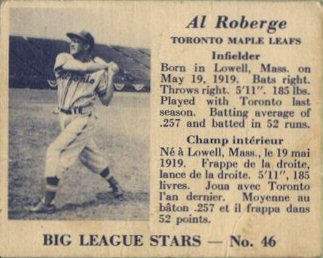 Al Roberge
TORONTO MAPLE LEAFS
Infielder
Born in Lowell, Mass. on
May 19, 1919. Bats right.
Throws right. 5'11". 185 lbs.
Played with Toronto last
season. Batting average of
.257 and batted in 52 runs.
Champ intérieur
Né à Lowell, Mass., le 19 mai
1919. Frappe de la droite,
lance de la droite. 5'11", 185
livres. Joua avec Toronto
l'an dernier. Moyenne au
bâton .257 et il frappa dans
52 points.
Toronto
BIG LEAGUE STARS — No. 46